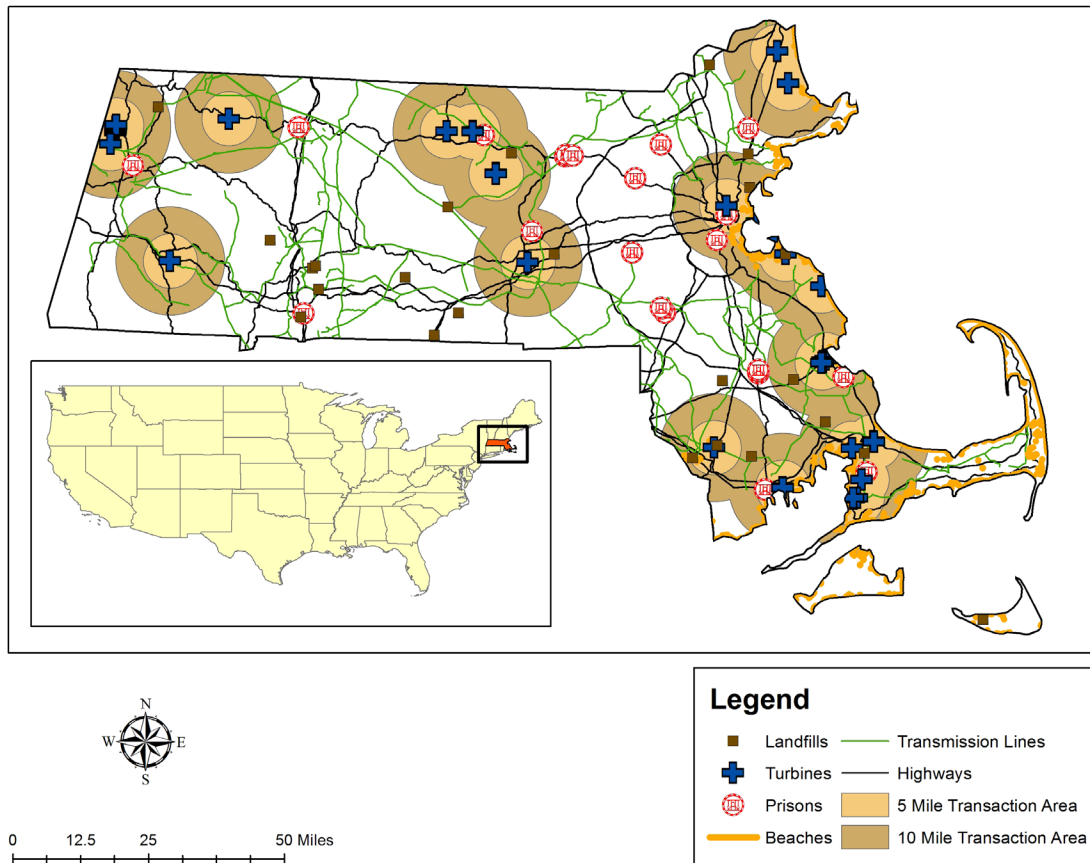 N
W E
S
0 12.5 25 50 Miles
Legend
Landfills Transmission Lines
Turbines Highways
Prisons 5 Mile Transaction Area
Beaches 10 Mile Transaction Area